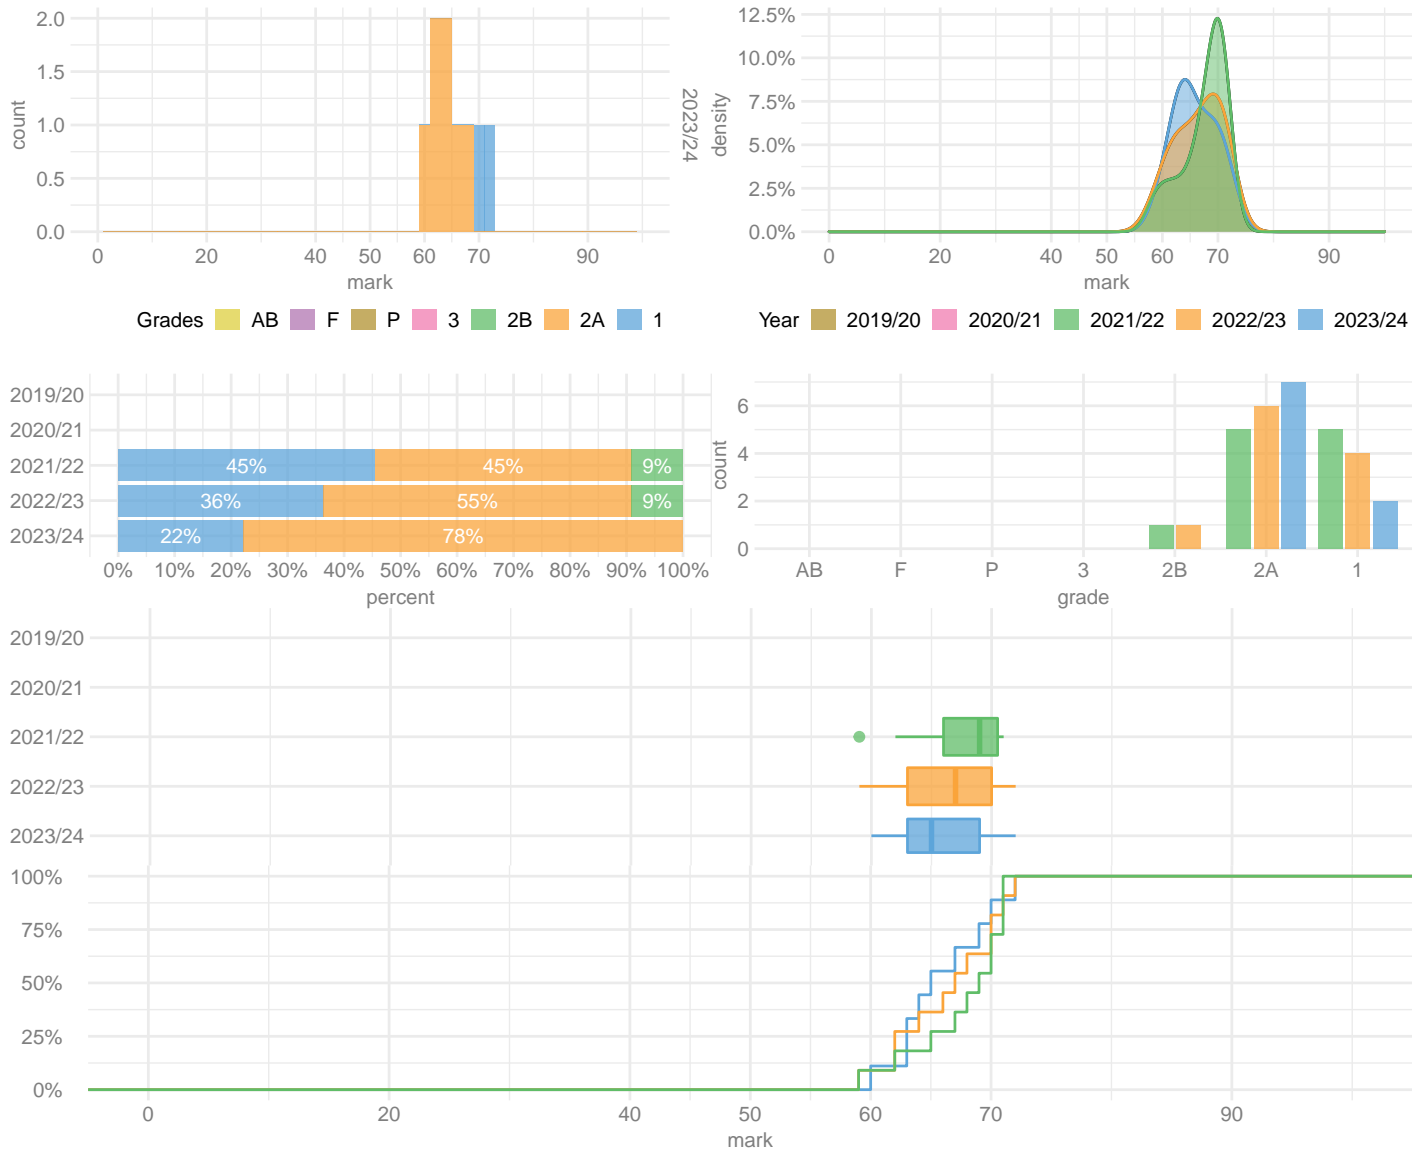 2.0
1.5
1.0
0.5
0.0
count
0 20 40 50 60 70 90
mark
2023/24
12.5%
10.0%
7.5%
5.0%
2.5%
0.0%
density
0 20 40 50 60 70 90
mark
Grades AB F P 3 2B 2A 1
Year 2019/20 2020/21 2021/22 2022/23 2023/24
2019/20
2020/21
2021/22 45% 45% 9%
2022/23 36% 55% 9%
2023/24 22% 78%
0% 10% 20% 30% 40% 50% 60% 70% 80% 90% 100%
percent
6
4
2
0
count
AB F P 3 2B 2A 1
grade
2019/20
2020/21
2021/22
2022/23
2023/24
100%
75%
50%
25%
0%
0 20 40 50 60 70 90
mark